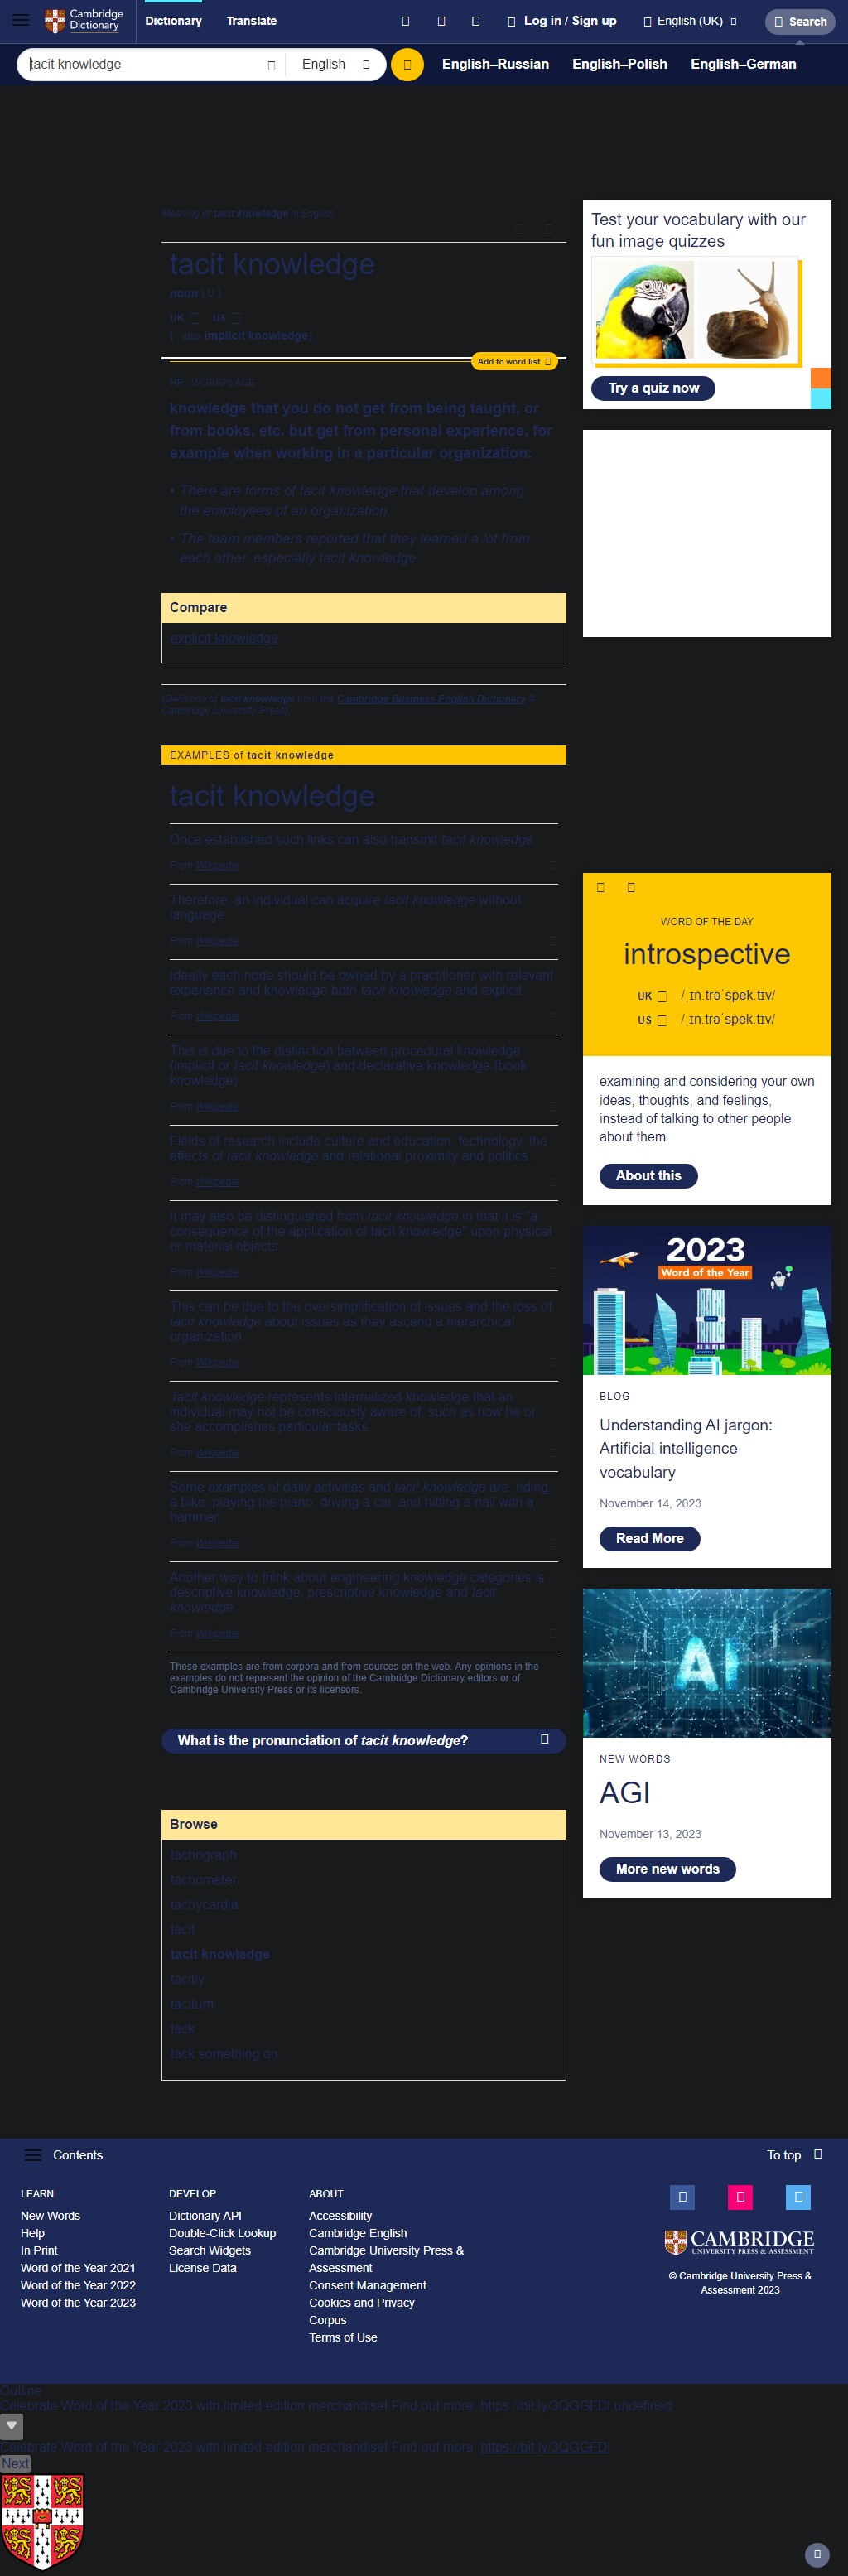 Cambridge
Dictionary
Dictionary
Translate
Log in / Sign up
English (UK)
Search
tacit knowledge
English
English–Russian
English–Polish
English–German
Meaning of tacit knowledge in English
tacit knowledge
noun [ U ]
UK
US
( also implicit knowledge)
Add to word list
HR, WORKPLACE
knowledge that you do not get from being taught, or
from books, etc. but get from personal experience, for
example when working in a particular organization:
• There are forms of tacit knowledge that develop among
the employees of an organization.
• The team members reported that they learned a lot from
each other, especially tacit knowledge.
Compare
explicit knowledge
(Definition of tacit knowledge from the Cambridge Business English Dictionary ©
Cambridge University Press)
EXAMPLES of tacit knowledge
tacit knowledge
Once established such links can also transmit tacit knowledge.
From Wikipedia
Therefore, an individual can acquire tacit knowledge without
language.
From Wikipedia
Ideally each node should be owned by a practitioner with relevant
experience and knowledge both tacit knowledge and explicit.
From Wikipedia
This is due to the distinction between procedural knowledge
(implicit or tacit knowledge) and declarative knowledge (book
knowledge).
From Wikipedia
Fields of research include culture and education, technology, the
effects of tacit knowledge and relational proximity and politics.
From Wikipedia
It may also be distinguished from tacit knowledge in that it is "a
consequence of the application of tacit knowledge" upon physical
or material objects.
From Wikipedia
This can be due to the oversimplification of issues and the loss of
tacit knowledge about issues as they ascend a hierarchical
organization.
From Wikipedia
Tacit knowledge represents internalized knowledge that an
individual may not be consciously aware of, such as how he or
she accomplishes particular tasks.
From Wikipedia
Some examples of daily activities and tacit knowledge are: riding
a bike, playing the piano, driving a car, and hitting a nail with a
hammer.
From Wikipedia
Another way to think about engineering knowledge categories is
descriptive knowledge, prescriptive knowledge and tacit
knowledge.
From Wikipedia
These examples are from corpora and from sources on the web. Any opinions in the
examples do not represent the opinion of the Cambridge Dictionary editors or of
Cambridge University Press or its licensors.
What is the pronunciation of tacit knowledge?
Browse
tachograph
tachometer
tachycardia
tacit
tacit knowledge
tacitly
taciturn
tack
tack something on
Test your vocabulary with our
fun image quizzes
Try a quiz now
WORD OF THE DAY
introspective
UK /ˌɪn.trəˈspek.tɪv/
US /ˌɪn.trəˈspek.tɪv/
examining and considering your own
ideas, thoughts, and feelings,
instead of talking to other people
about them
About this
2023
Word of the Year
BLOG
Understanding AI jargon:
Artificial intelligence
vocabulary
November 14, 2023
Read More
AI
NEW WORDS
AGI
November 13, 2023
More new words
Contents
To top
LEARN
New Words
Help
In Print
Word of the Year 2021
Word of the Year 2022
Word of the Year 2023
DEVELOP
Dictionary API
Double-Click Lookup
Search Widgets
License Data
ABOUT
Accessibility
Cambridge English
Cambridge University Press &
Assessment
Consent Management
Cookies and Privacy
Corpus
Terms of Use
CAMBRIDGE
UNIVERSITY PRESS & ASSESSMENT
© Cambridge University Press &
Assessment 2023
Outline
Celebrate Word of the Year 2023 with limited edition merchandise! Find out more: https://bit.ly/3QGGFDl undefined
Celebrate Word of the Year 2023 with limited edition merchandise! Find out more: https://bit.ly/3QGGFDl
Next